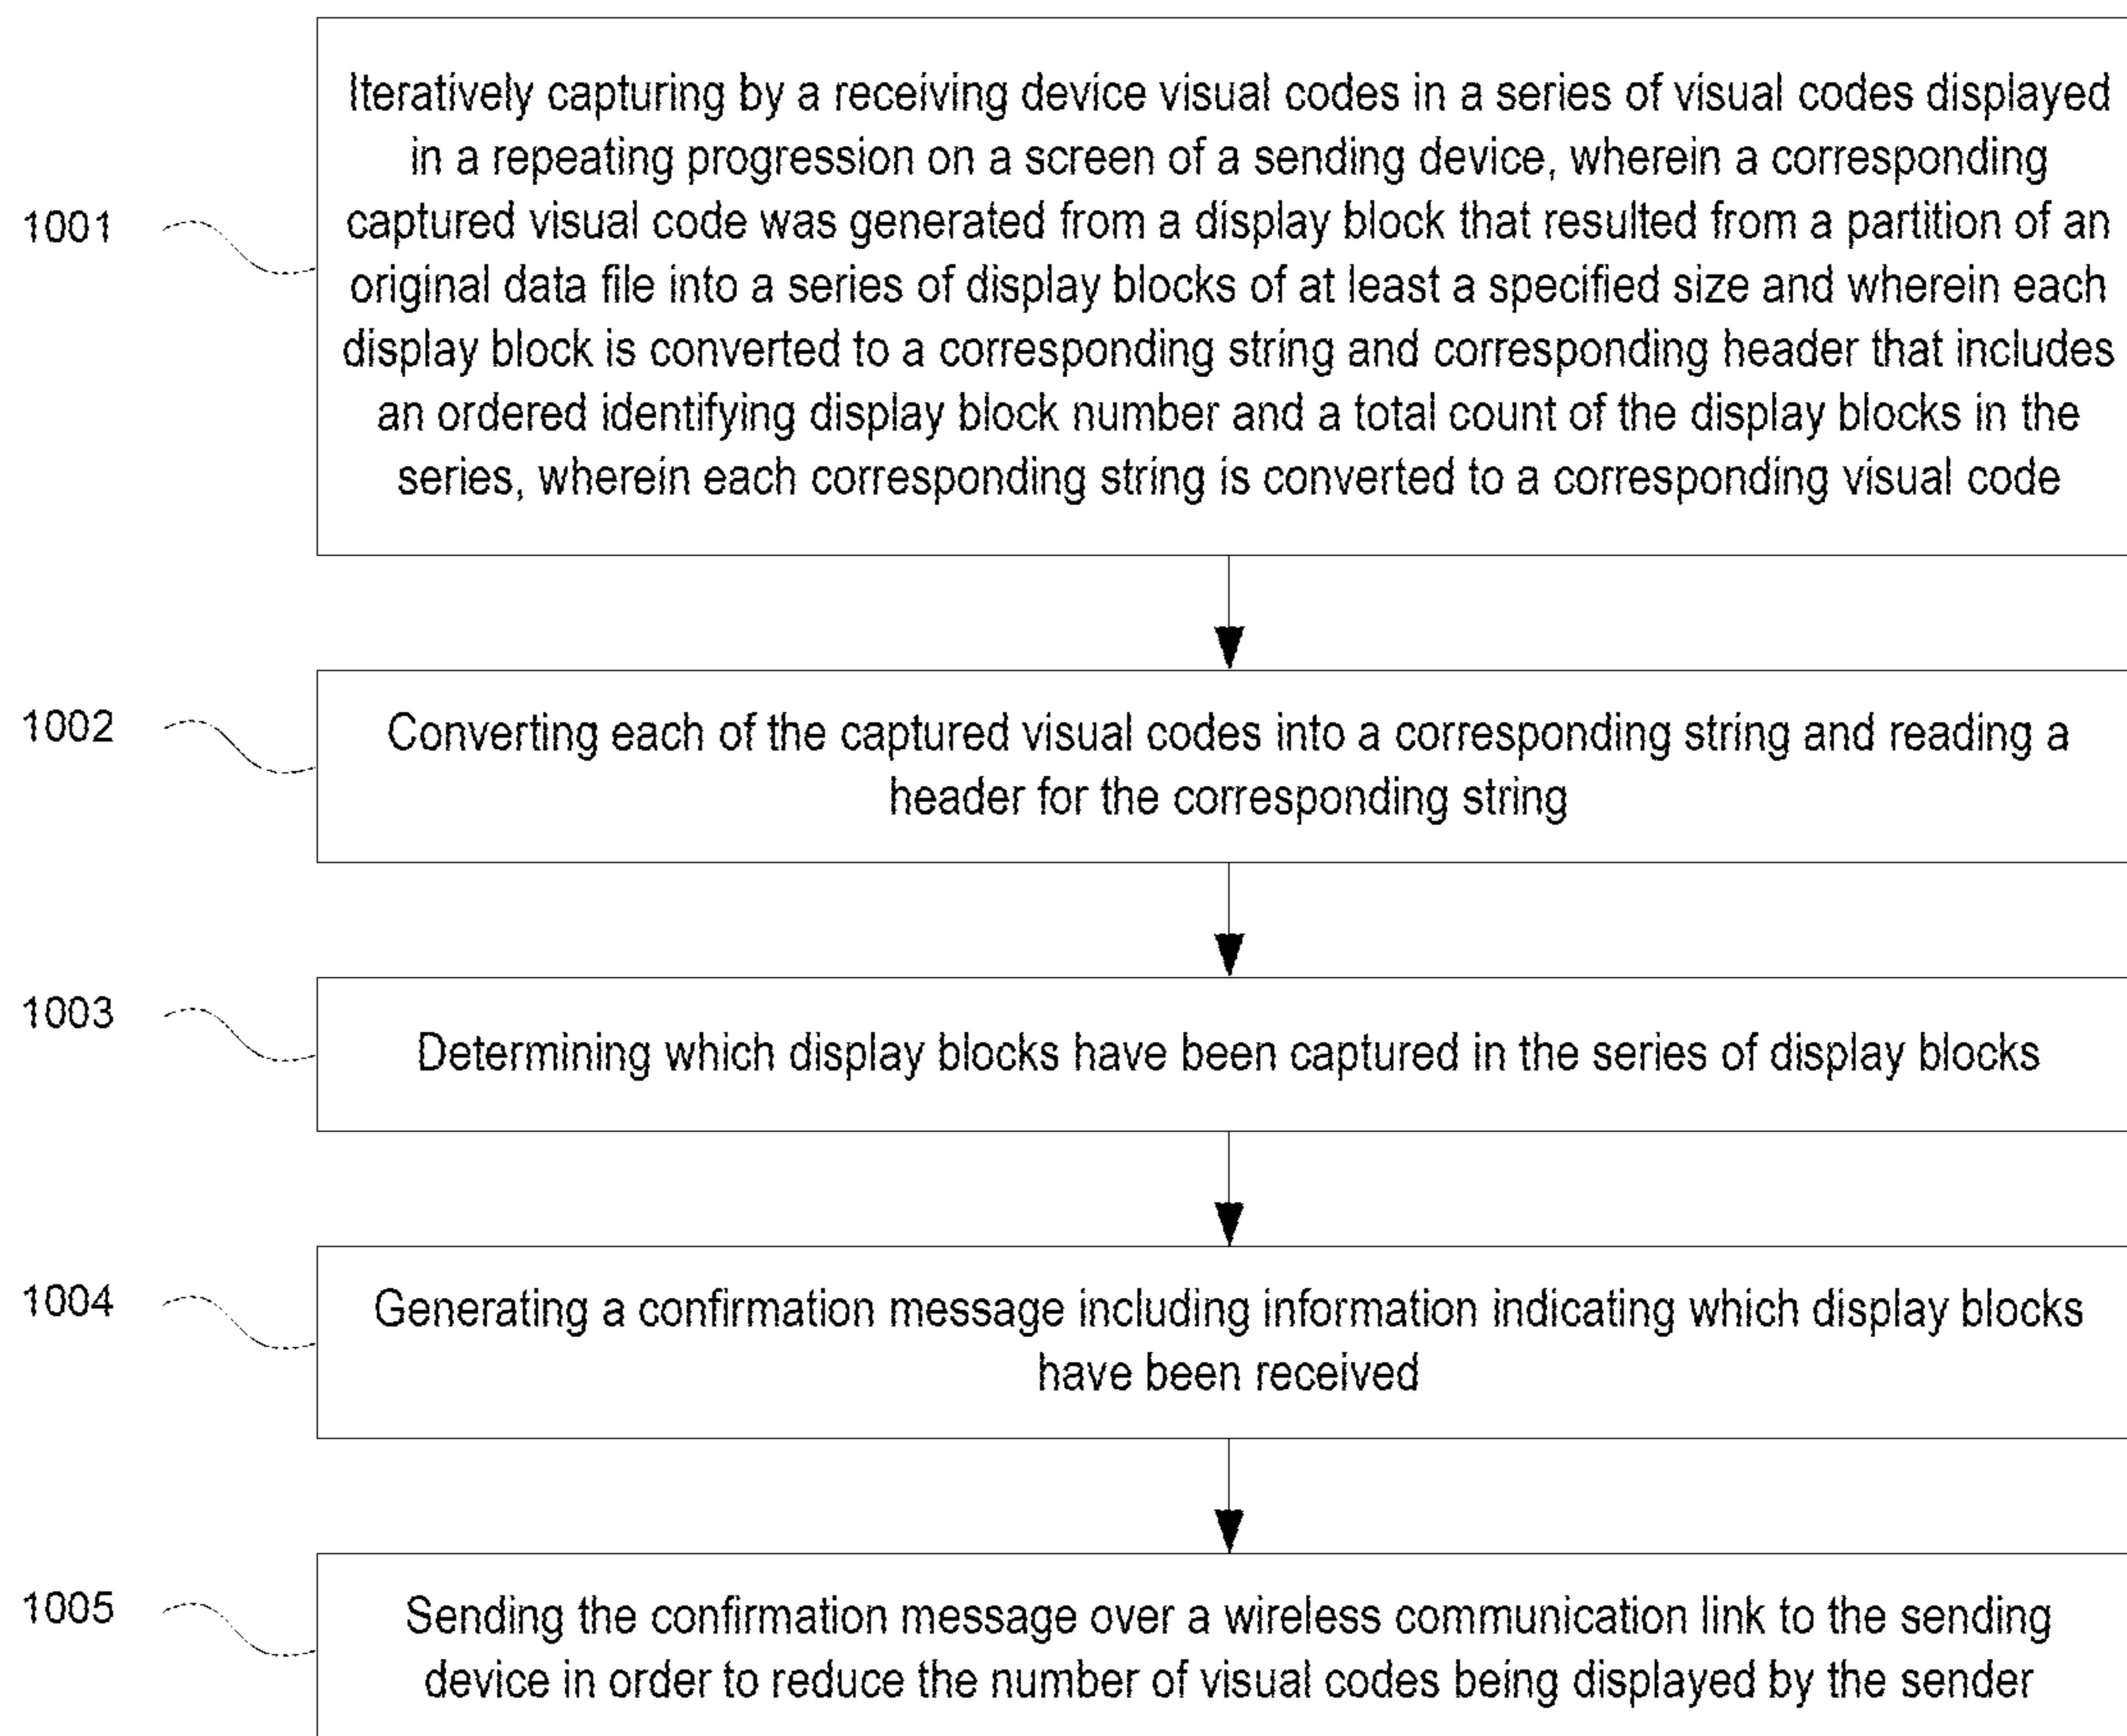 Iteratively capturing by a receiving device visual codes in a series of visual codes displayed
in a repeating progression on a screen of a sending device, wherein a corresponding
1001
captured visual code was generated from a display block that resulted from a partition of an
original data file into a series of display blocks of at least a specified size and wherein each
display block is converted to a corresponding string and corresponding header that includes
an ordered identifying display block number and a total count of the display blocks in the
series, wherein each corresponding string is converted to a corresponding visual code
1002
Converting each of the captured visual codes into a corresponding string and reading a
header for the corresponding string
1003
Determining which display blocks have been captured in the series of display blocks
1004
Generating a confirmation message including information indicating which display blocks
have been received
1005
Sending the confirmation message over a wireless communication link to the sending
device in order to reduce the number of visual codes being displayed by the sender